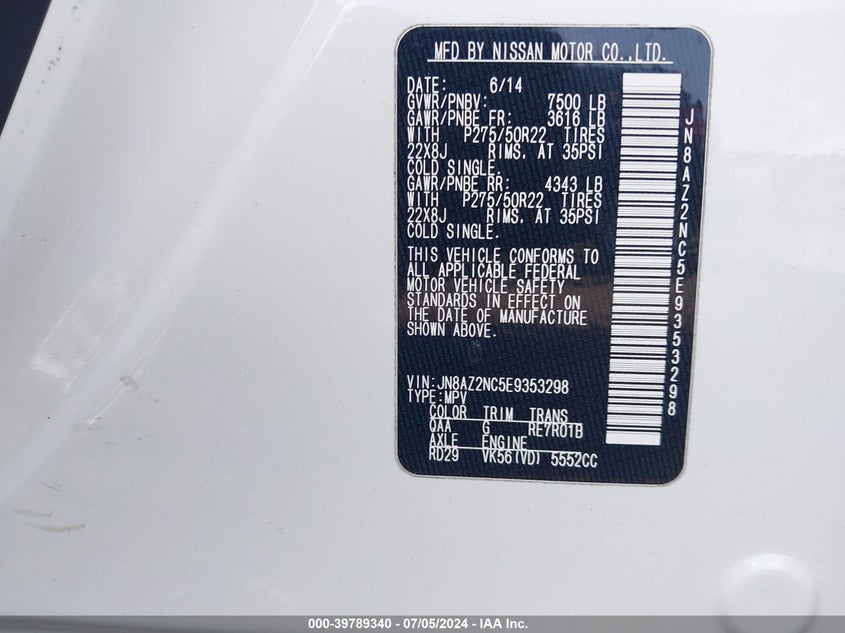 MFD BY NISSAN MOTOR CO.,LTD.
DATE: 6/14
GVWR/PNBV: 7500 LB
GAWR/PNBE FR: 3616 LB
WITH P275/50R22 TIRES
22X8J RIMS, AT 35PSI
COLD SINGLE.
GAWR/PNBE RR: 4343 LB
WITH P275/50R22 TIRES
22X8J RIMS, AT 35PSI
COLD SINGLE.
THIS VEHICLE CONFORMS TO
ALL APPLICABLE FEDERAL
MOTOR VEHICLE SAFETY
STANDARDS IN EFFECT ON
THE DATE OF MANUFACTURE
SHOWN ABOVE.
VIN:JN8AZ2NC5E9353298
TYPE:MPV
COLOR TRIM TRANS
QAA G RE7R01B
AXLE ENGINE
RD29 VK56(VD) 5552CC
JN8AZ2NC5E9353298
000-39789340 - 07/05/2024 - IAA Inc.